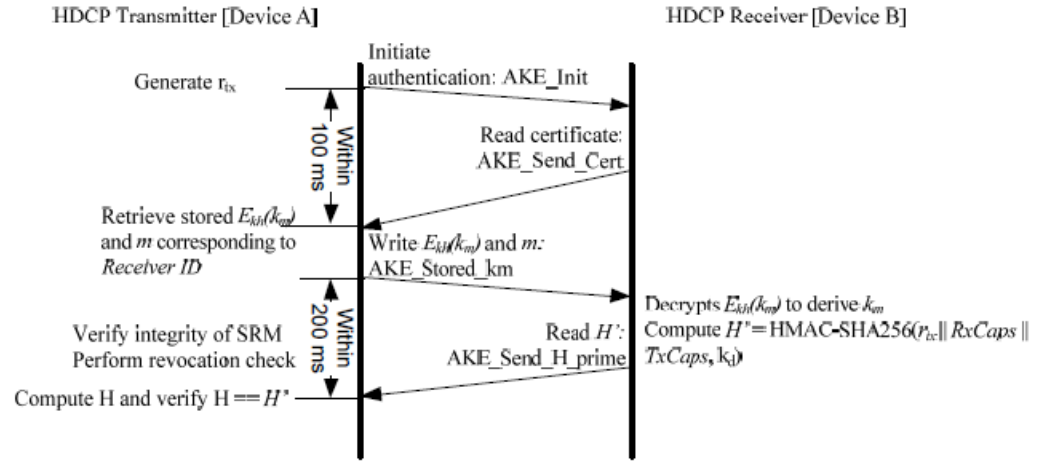 HDCP Transmitter [Device A]
HDCP Receiver [Device B]
Initiate
authentication: AKE_Init
Generate rtx
Within
100 ms
Read certificate:
AKE_Send_Cert
Retrieve stored Ekh(km)
and m corresponding to
Receiver ID
Write Ekh(km) and m:
AKE_Stored_km
Within
200 ms
Decrypts Ekh(km) to derive km
Compute H'=HMAC-SHA256(rtx|| RxCaps ||
TxCaps, kd)
Read H':
AKE_Send_H_prime
Verify integrity of SRM
Perform revocation check
Compute H and verify H == H'